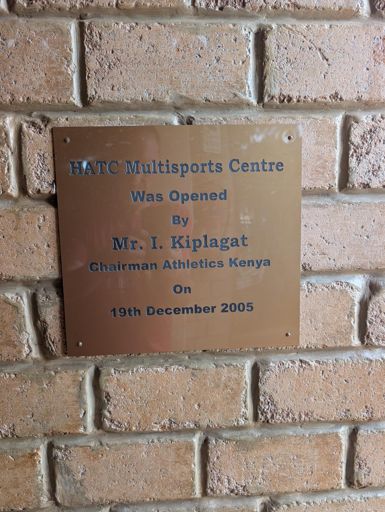 HATC Multisports Centre
Was Opened
By
Mr. I. Kiplagat
Chairman Athletics Kenya
On
19th December 2005